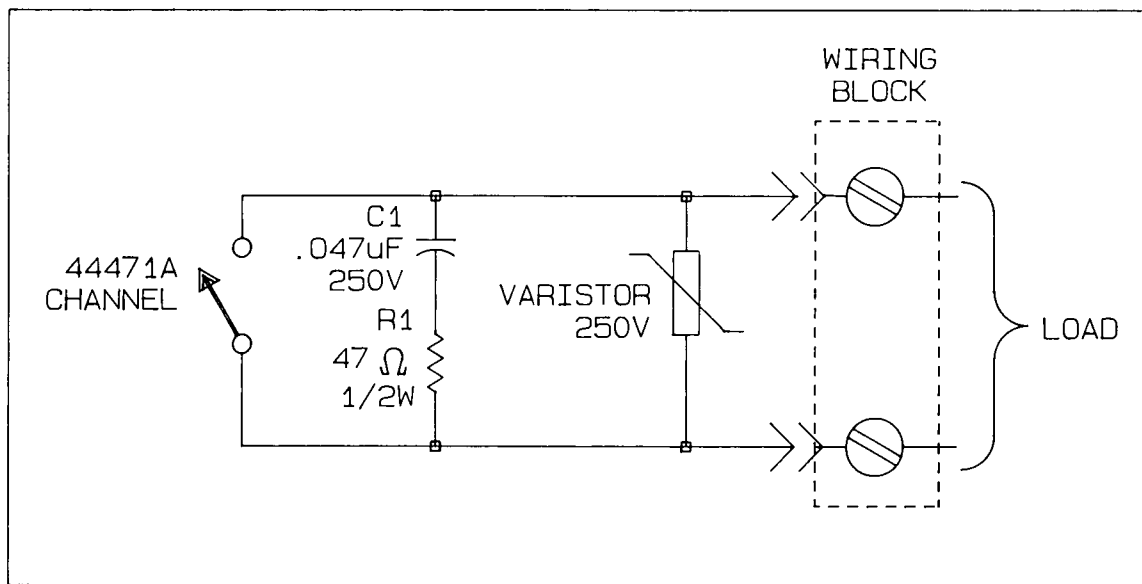 WIRING
BLOCK
C1
.047uF
250V
44471A
CHANNEL
VARISTOR
250V
R1
47 Ω
1/2W
LOAD